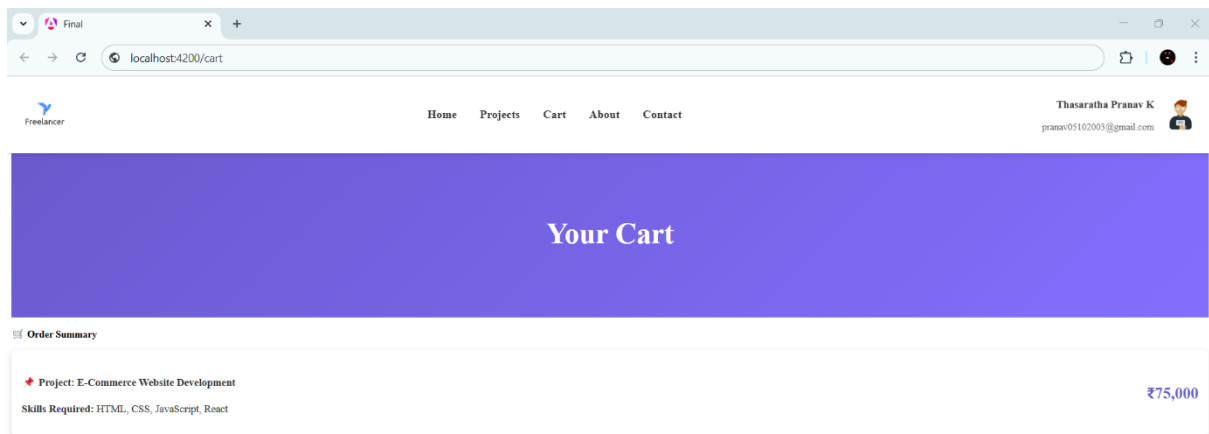 Final
localhost:4200/cart
Freelancer
Home Projects Cart About Contact
Thasaratha Pranav K
pranav05102003@gmail.com
Your Cart
🛒 Order Summary
📌 Project: E-Commerce Website Development
Skills Required: HTML, CSS, JavaScript, React
₹75,000